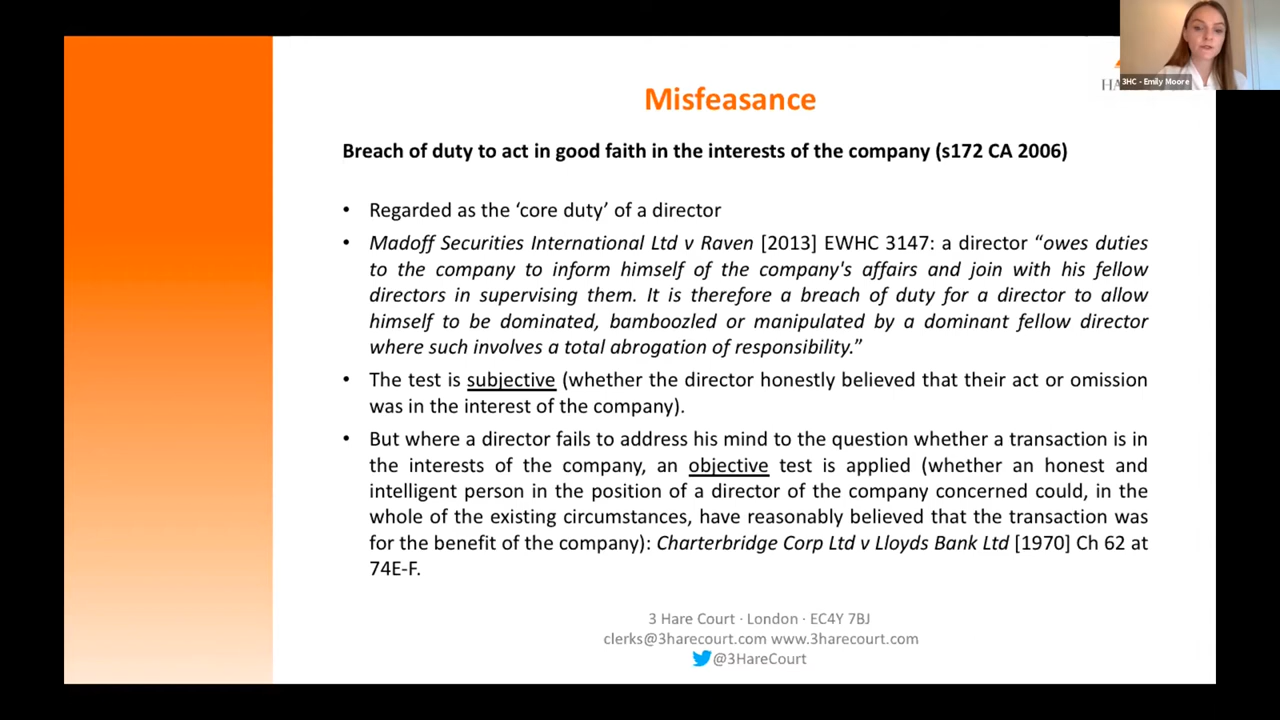 3HC - Emily Moore
Misfeasance
Breach of duty to act in good faith in the interests of the company (s172 CA 2006)
• Regarded as the ‘core duty’ of a director
• Madoff Securities International Ltd v Raven [2013] EWHC 3147: a director “owes duties
to the company to inform himself of the company's affairs and join with his fellow
directors in supervising them. It is therefore a breach of duty for a director to allow
himself to be dominated, bamboozled or manipulated by a dominant fellow director
where such involves a total abrogation of responsibility.”
• The test is subjective (whether the director honestly believed that their act or omission
was in the interest of the company).
• But where a director fails to address his mind to the question whether a transaction is in
the interests of the company, an objective test is applied (whether an honest and
intelligent person in the position of a director of the company concerned could, in the
whole of the existing circumstances, have reasonably believed that the transaction was
for the benefit of the company): Charterbridge Corp Ltd v Lloyds Bank Ltd [1970] Ch 62 at
74E-F.
3 Hare Court · London · EC4Y 7BJ
clerks@3harecourt.com www.3harecourt.com
@3HareCourt